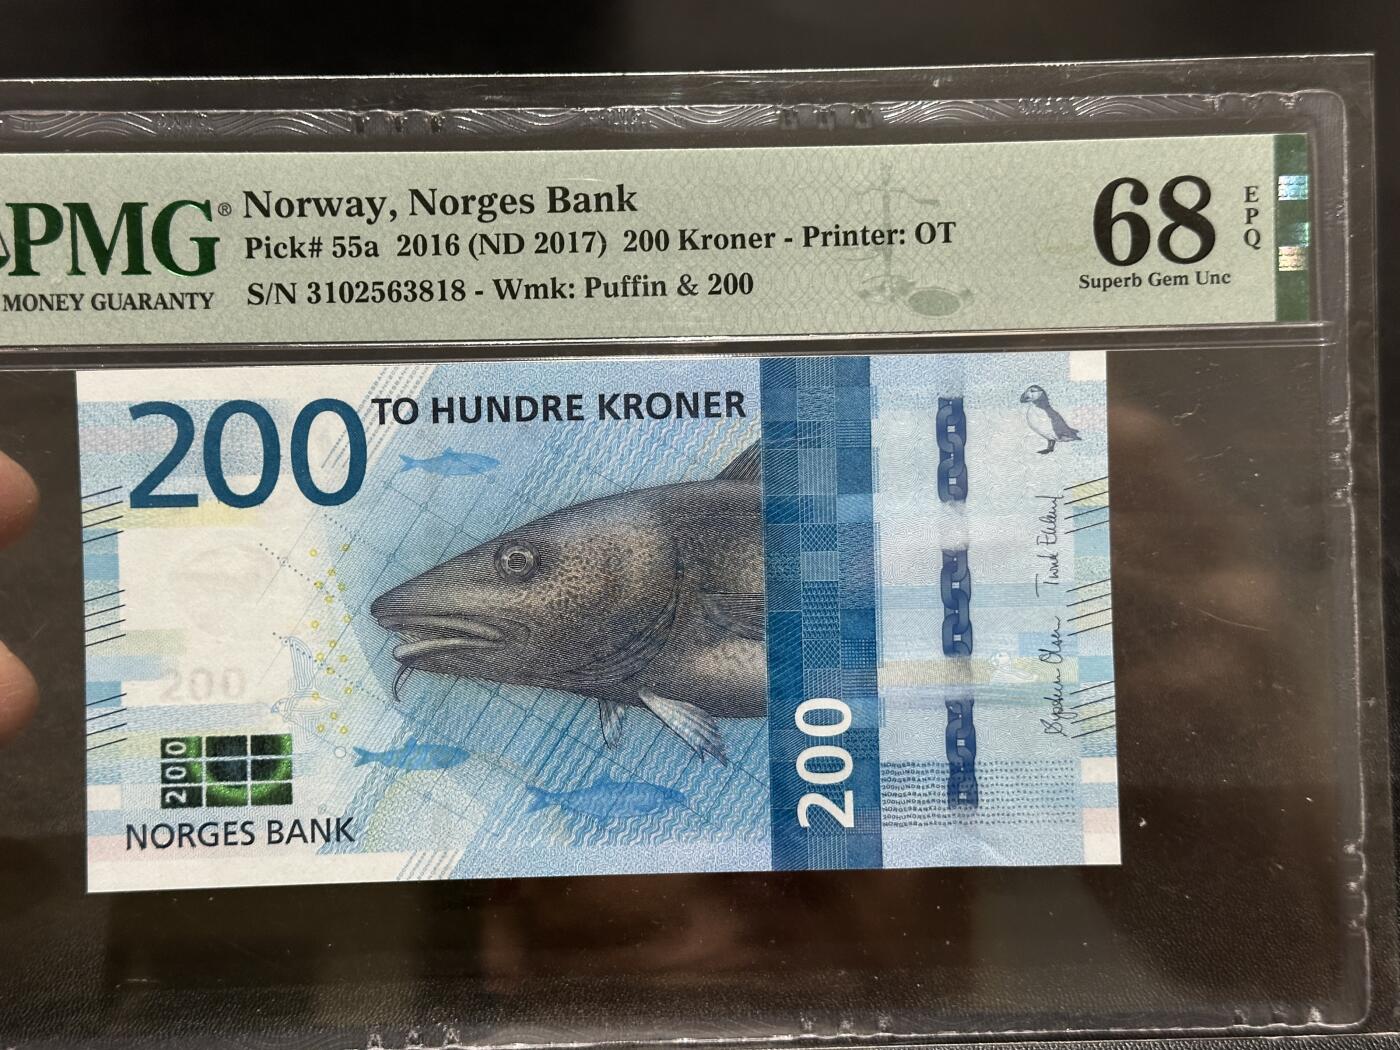 PMG®
MONEY GUARANTY
Norway, Norges Bank
Pick# 55a 2016 (ND 2017) 200 Kroner - Printer: OT
S/N 3102563818 - Wmk: Puffin & 200
68
EPQ
Superb Gem Unc
200
TO HUNDRE KRONER
200
200
NORGES BANK
200